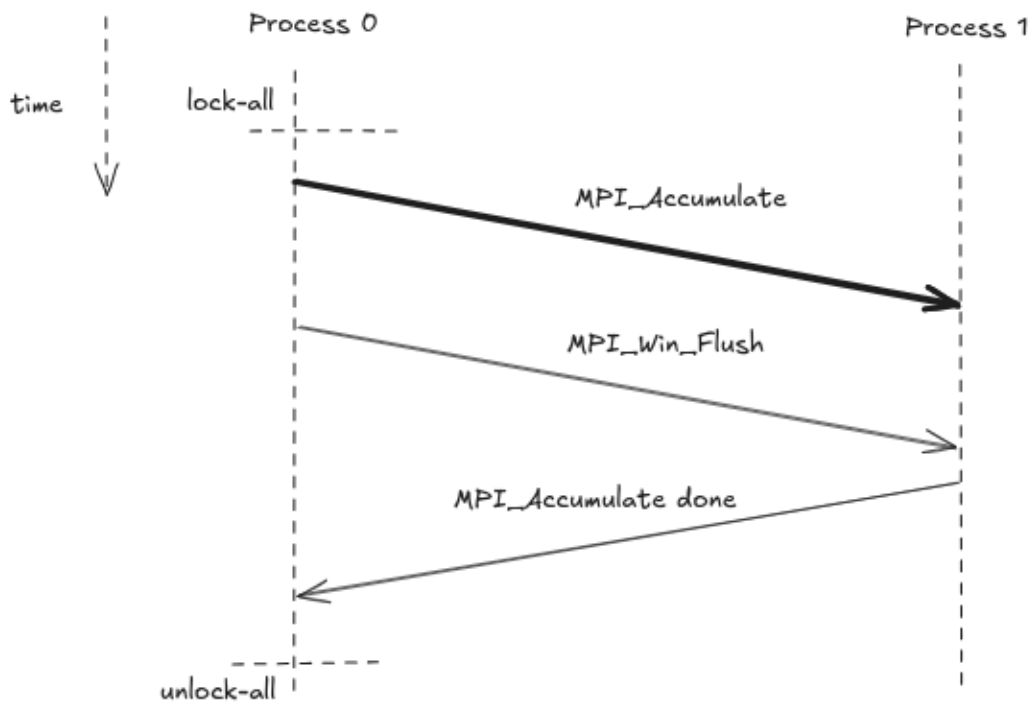 Process 0
Process 1
time
lock-all
MPI_Accumulate
MPI_Win_Flush
MPI_Accumulate done
unlock-all